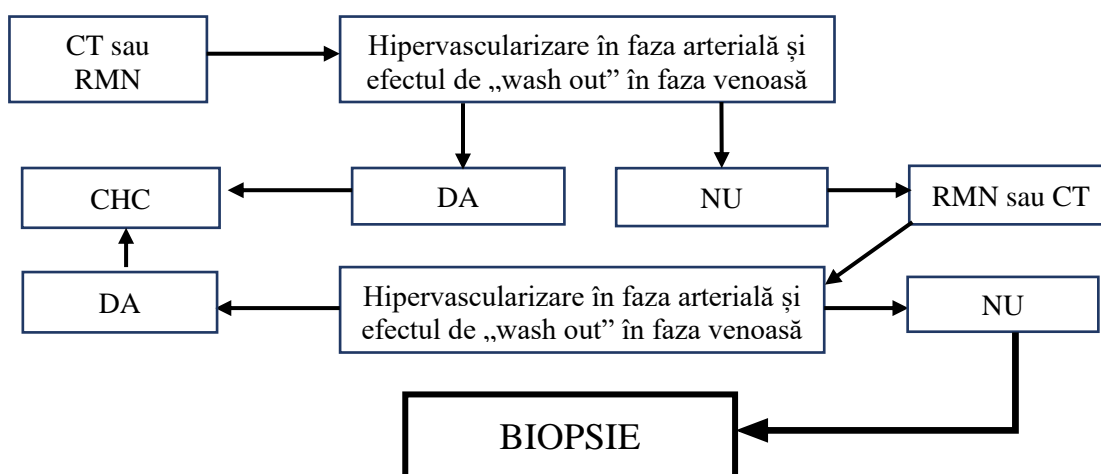 CT sau
RMN
Hipervascularizare în faza arterială și
efectul de „wash out” în faza venoasă
CHC
DA
NU
RMN sau CT
DA
Hipervascularizare în faza arterială și
efectul de „wash out” în faza venoasă
NU
BIOPSIE